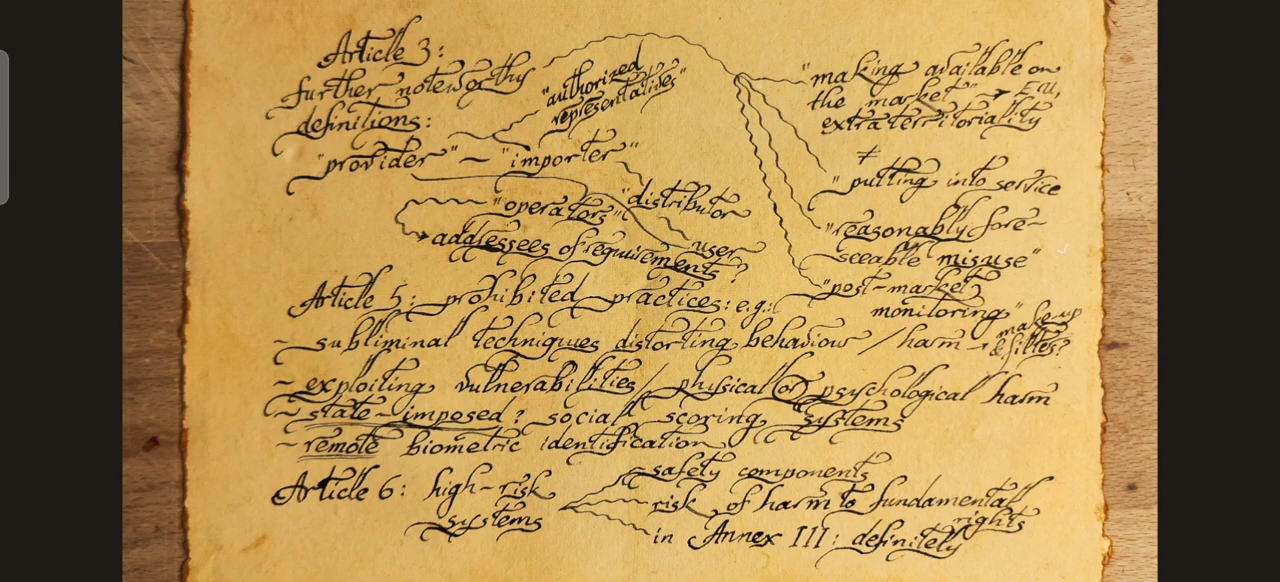 Article 3:
further noteworthy
definitions:
"authorized
representatives"
"provider" – "importer"
"distributor
"operators"
user
addressees of requirements?
"making available on
the market" → EU,
extraterritoriality
≠
"putting into service
"reasonably fore-
seeable misuse"
"post-market
monitoring"
Article 5: prohibited practices: e.g.:
– subliminal techniques distorting behaviour / harm → make-up
& filters?
– exploiting vulnerabilities / physical (or) psychological harm
– state-imposed? social scoring systems
– remote biometric identification
Article 6: high-risk
systems
safety components
risk of harm to fundamental
rights
in Annex III: definitely